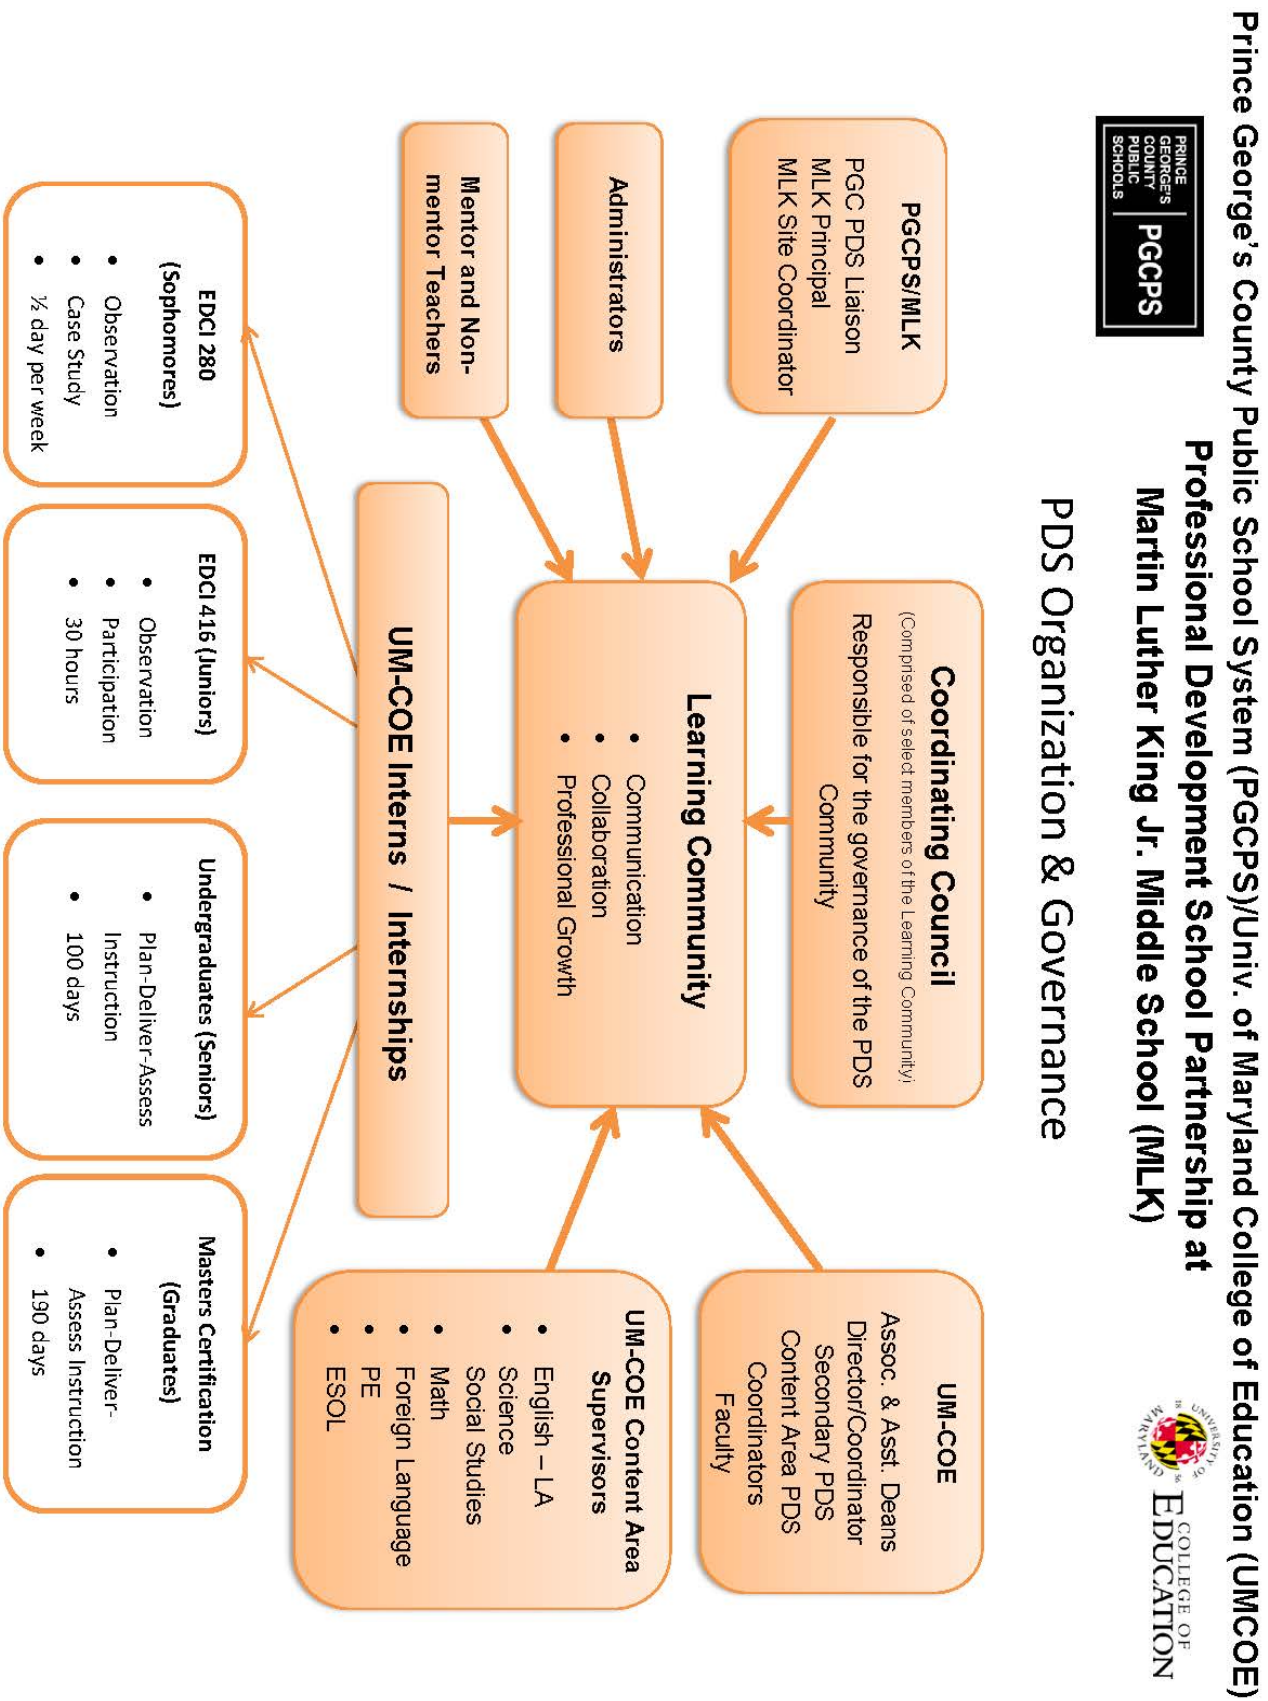 Prince George's County Public School System (PGCPS)/Univ. of Maryland College of Education (UMCOE)
Professional Development School Partnership at
Martin Luther King Jr. Middle School (MLK)
PRINCE
GEORGE'S
COUNTY
PUBLIC
SCHOOLS
PGCPS
UNIVERSITY OF
MARYLAND
18 56
COLLEGE OF
EDUCATION
PDS Organization & Governance
PGCPS/MLK
PGC PDS Liaison
MLK Principal
MLK Site Coordinator
Coordinating Council
(Comprised of select members of the Learning Community)
Responsible for the governance of the PDS
Community
UM-COE
Assoc. & Asst. Deans
Director/Coordinator
Secondary PDS
Content Area PDS
Coordinators
Faculty
Administrators
Learning Community
• Communication
• Collaboration
• Professional Growth
Mentor and Non-
mentor Teachers
UM-COE Content Area
Supervisors
• English – LA
• Science
Social Studies
• Math
• Foreign Language
• PE
• ESOL
UM-COE Interns / Internships
EDCI 280
(Sophomores)
• Observation
• Case Study
• ½ day per week
EDCI 416 (Juniors)
• Observation
• Participation
• 30 hours
Undergraduates (Seniors)
• Plan-Deliver-Assess
Instruction
• 100 days
Masters Certification
(Graduates)
• Plan-Deliver-
Assess Instruction
• 190 days